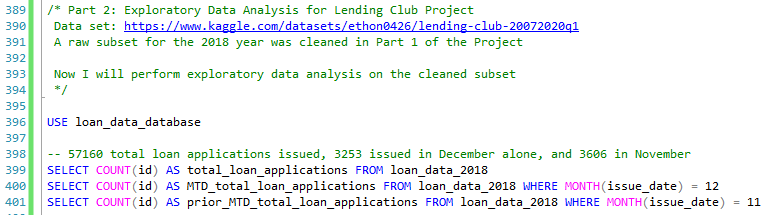 389 /* Part 2: Exploratory Data Analysis for Lending Club Project
390 Data set: https://www.kaggle.com/datasets/ethon0426/lending-club-20072020q1
391 A raw subset for the 2018 year was cleaned in Part 1 of the Project
392
393 Now I will perform exploratory data analysis on the cleaned subset
394 */
395
396 USE loan_data_database
397
398 -- 57160 total loan applications issued, 3253 issued in December alone, and 3606 in November
399 SELECT COUNT(id) AS total_loan_applications FROM loan_data_2018
400 SELECT COUNT(id) AS MTD_total_loan_applications FROM loan_data_2018 WHERE MONTH(issue_date) = 12
401 SELECT COUNT(id) AS prior_MTD_total_loan_applications FROM loan_data_2018 WHERE MONTH(issue_date) = 11